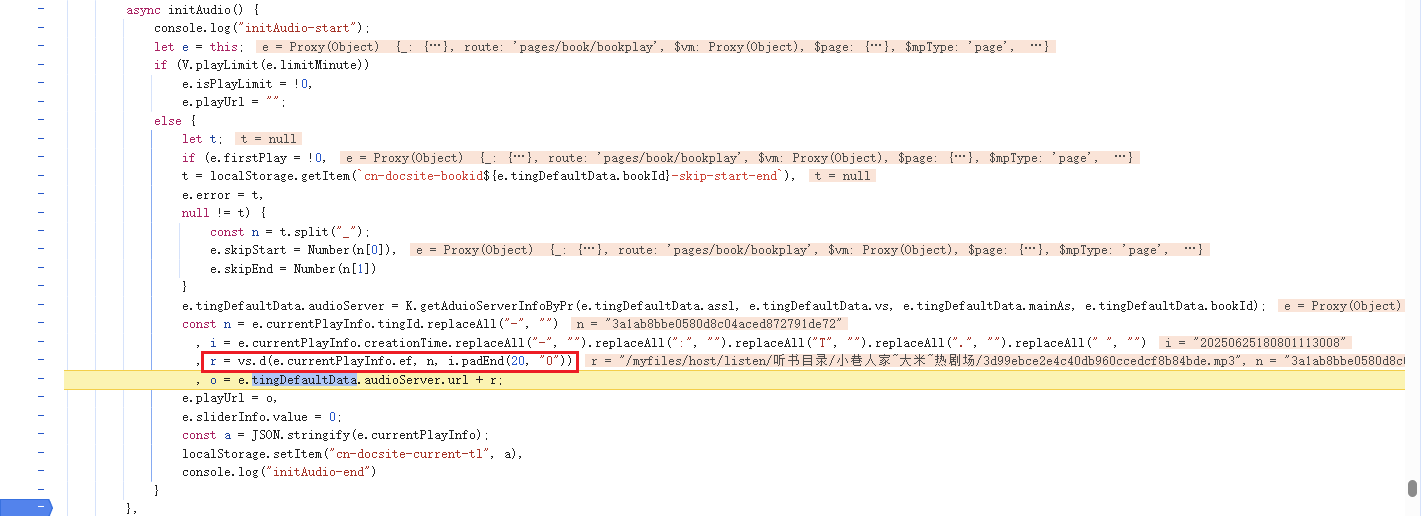 async initAudio() {
console.log("initAudio-start");
let e = this; e = Proxy(Object) {_: {…}, route: 'pages/book/bookplay', $vm: Proxy(Object), $page: {…}, $mpType: 'page', …}
if (V.playLimit(e.limitMinute))
e.isPlayLimit = !0,
e.playUrl = "";
else {
let t; t = null
if (e.firstPlay = !0, e = Proxy(Object) {_: {…}, route: 'pages/book/bookplay', $vm: Proxy(Object), $page: {…}, $mpType: 'page', …}
t = localStorage.getItem(`cn-docsite-bookid${e.tingDefaultData.bookId}-skip-start-end`), t = null
e.error = t,
null != t) {
const n = t.split("_");
e.skipStart = Number(n[0]), e = Proxy(Object) {_: {…}, route: 'pages/book/bookplay', $vm: Proxy(Object), $page: {…}, $mpType: 'page', …}
e.skipEnd = Number(n[1])
}
e.tingDefaultData.audioServer = K.getAduioServerInfoByPr(e.tingDefaultData.assl, e.tingDefaultData.vs, e.tingDefaultData.mainAs, e.tingDefaultData.bookId); e = Proxy(Object)
const n = e.currentPlayInfo.tingId.replaceAll("-", "") n = "3a1ab8bbe0580d8c04aced872791de72"
, i = e.currentPlayInfo.creationTime.replaceAll("-", "").replaceAll(":", "").replaceAll("T", "").replaceAll(".", "").replaceAll(" ", "") i = "20250625180801113008"
, r = vs.d(e.currentPlayInfo.ef, n, i.padEnd(20, "0")) r = "/myfiles/host/listen/听书目录/小巷人家~大米~热剧场/3d99ebce2e4c40db960ccedcf8b84bde.mp3", n = "3a1ab8bbe0580d8c0
, o = e.tingDefaultData.audioServer.url + r;
e.playUrl = o,
e.sliderInfo.value = 0;
const a = JSON.stringify(e.currentPlayInfo);
localStorage.setItem("cn-docsite-current-tl", a),
console.log("initAudio-end")
}
},